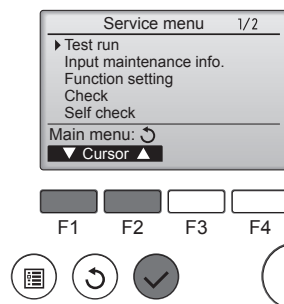 Service menu 1/2
Test run
Input maintenance info.
Function setting
Check
Self check
Main menu:
Cursor
F1 F2 F3 F4